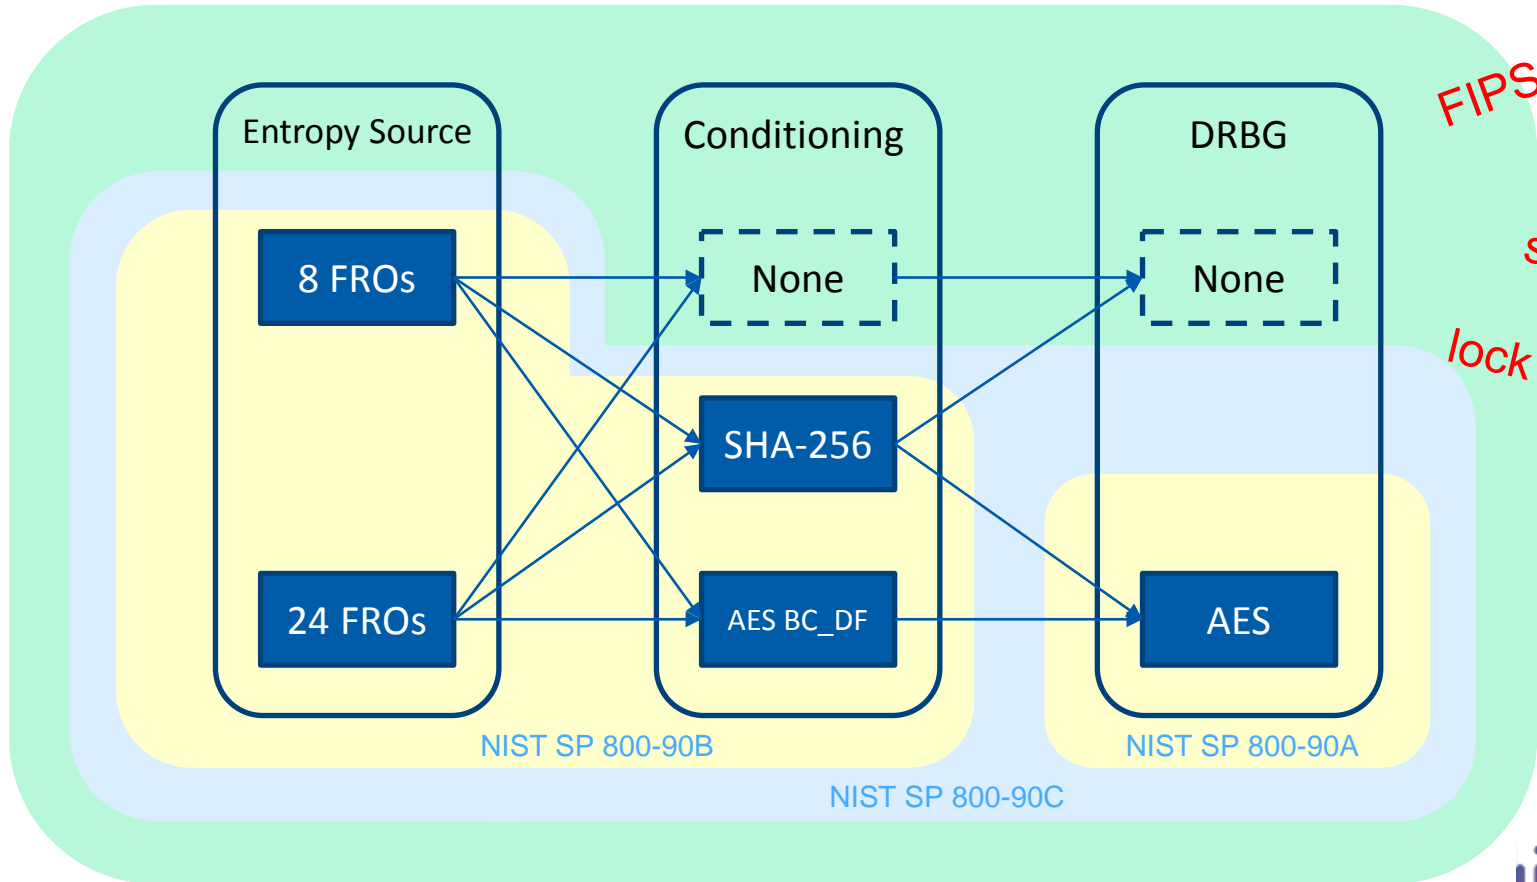 Entropy Source
Conditioning
DRBG
FIPS
8 FROs
None
None
lock
SHA-256
24 FROs
AES BC_DF
AES
NIST SP 800-90B
NIST SP 800-90A
NIST SP 800-90C